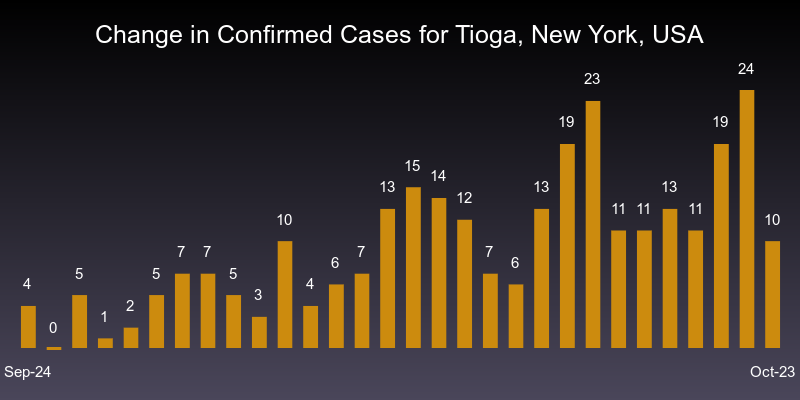 Change in Confirmed Cases for Tioga, New York, USA
4 0 5 1 2 5 7 7 5 3 10 4 6 7 13 15 14 12 7 6 13 19 23 11 11 13 11 19 24 10
Sep-24 Oct-23